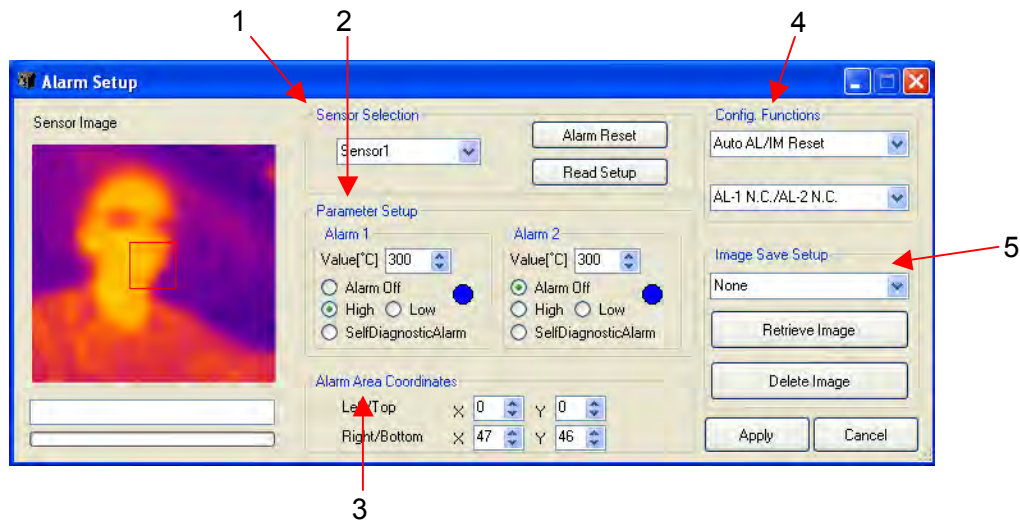 1
2
4
Alarm Setup
Sensor Image
Sensor Selection
Sensor1
Alarm Reset
Read Setup
Parameter Setup
Alarm 1
Value[°C] 300
Alarm Off
High Low
SelfDiagnosticAlarm
Alarm 2
Value[°C] 300
Alarm Off
High Low
SelfDiagnosticAlarm
Alarm Area Coordinates
Left/Top X 0 Y 0
Right/Bottom X 47 Y 46
Config. Functions
Auto AL/IM Reset
AL-1 N.C./AL-2 N.C.
Image Save Setup
None
Retrieve Image
Delete Image
Apply Cancel
5
3